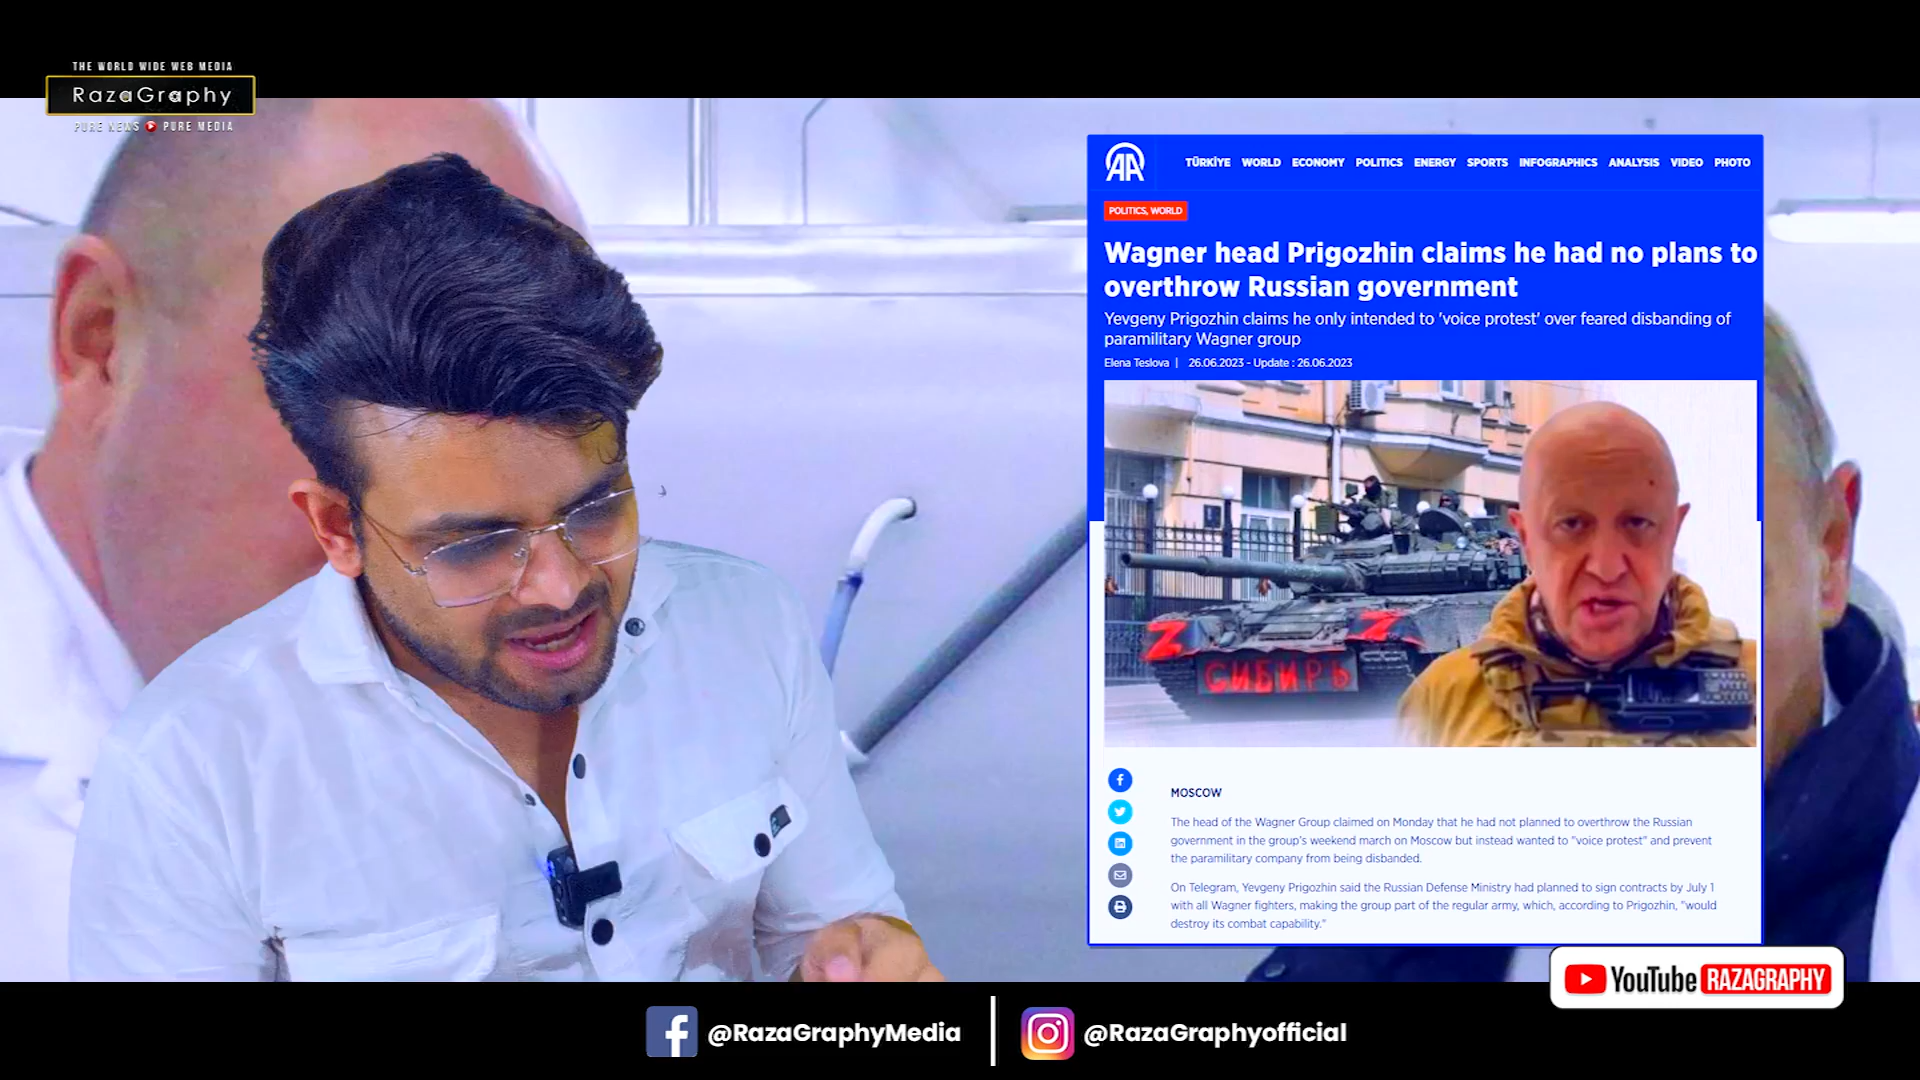 THE WORLD WIDE WEB MEDIA
RazaGraphy
PURE NEWS PURE MEDIA
AA
TÜRKİYE WORLD ECONOMY POLITICS ENERGY SPORTS INFOGRAPHICS ANALYSIS VIDEO PHOTO
POLITICS, WORLD
Wagner head Prigozhin claims he had no plans to
overthrow Russian government
Yevgeny Prigozhin claims he only intended to 'voice protest' over feared disbanding of
paramilitary Wagner group
Elena Teslova | 26.06.2023 - Update : 26.06.2023
Z Z
СИБИРЬ
MOSCOW
The head of the Wagner Group claimed on Monday that he had not planned to overthrow the Russian
government in the group's weekend march on Moscow but instead wanted to "voice protest" and prevent
the paramilitary company from being disbanded.
On Telegram, Yevgeny Prigozhin said the Russian Defense Ministry had planned to sign contracts by July 1
with all Wagner fighters, making the group part of the regular army, which, according to Prigozhin, "would
destroy its combat capability."
YouTube RAZAGRAPHY
@RazaGraphyMedia
@RazaGraphyofficial